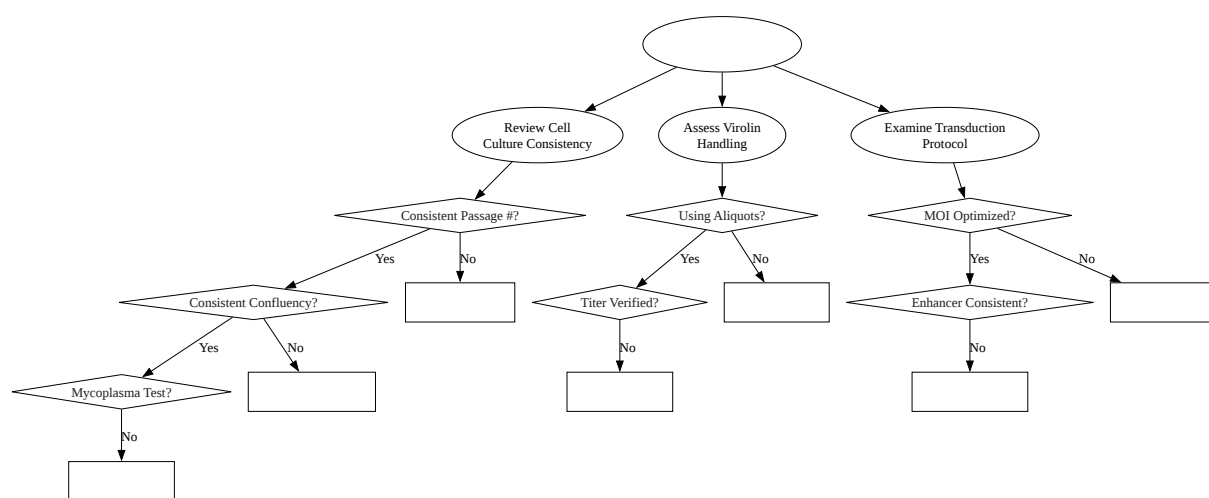 Review Cell
Culture Consistency
Assess Virolin
Handling
Examine Transduction
Protocol
Consistent Passage #?
Using Aliquots?
MOI Optimized?
Yes
No
Yes
No
Yes
No
Consistent Confluency?
Titer Verified?
Enhancer Consistent?
Yes
No
No
No
Mycoplasma Test?
No